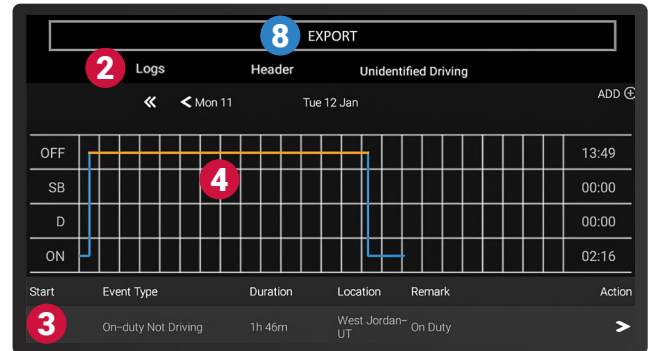 8 EXPORT
2 Logs Header Unidentified Driving
« < Mon 11 Tue 12 Jan ADD ⊕
OFF 13:49
4
SB 00:00
D 00:00
ON 02:16
Start Event Type Duration Location Remark Action
3 On-duty Not Driving 1h 46m West Jordan-UT On Duty >